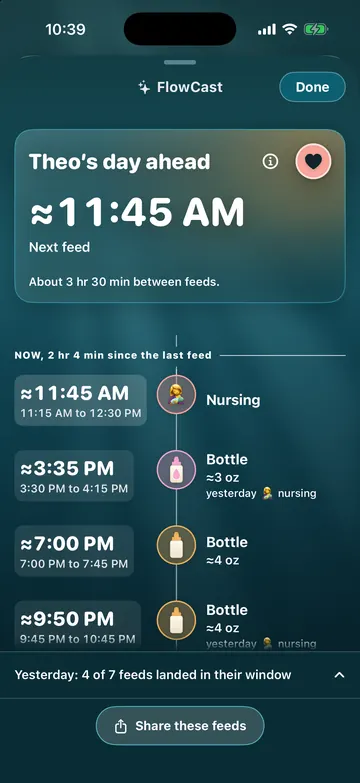 10:39
FlowCast
Done
Theo's day ahead
≈11:45 AM
Next feed
About 3 hr 30 min between feeds.
NOW, 2 hr 4 min since the last feed
≈11:45 AM
11:15 AM to 12:30 PM
Nursing
≈3:35 PM
3:30 PM to 4:15 PM
Bottle
≈3 oz
yesterday 🤱 nursing
≈7:00 PM
7:00 PM to 7:45 PM
Bottle
≈4 oz
≈9:50 PM
9:45 PM to 10:45 PM
Bottle
≈4 oz
yesterday 🤱 nursing
Yesterday: 4 of 7 feeds landed in their window
Share these feeds